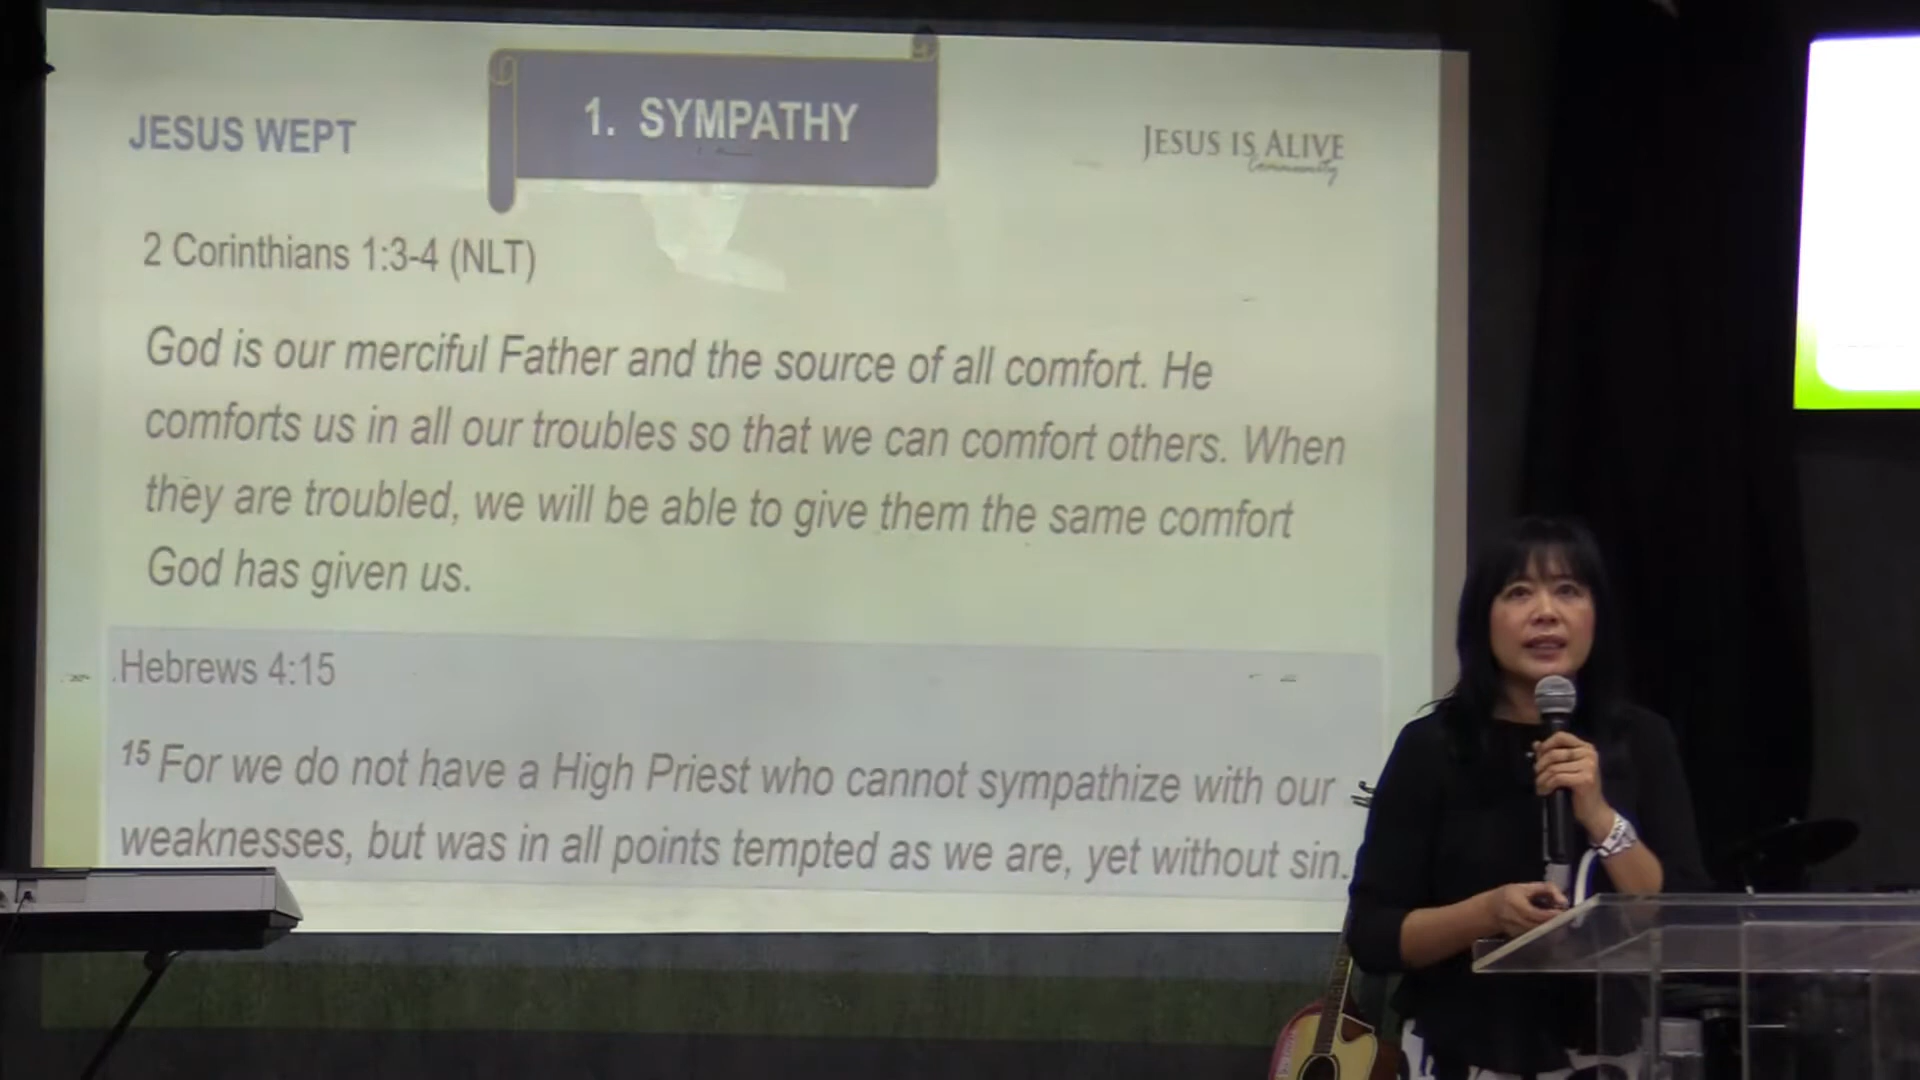 JESUS WEPT
1. SYMPATHY
JESUS IS ALIVE
Community
2 Corinthians 1:3-4 (NLT)
God is our merciful Father and the source of all comfort. He
comforts us in all our troubles so that we can comfort others. When
they are troubled, we will be able to give them the same comfort
God has given us.
.Hebrews 4:15
15 For we do not have a High Priest who cannot sympathize with our
weaknesses, but was in all points tempted as we are, yet without sin.